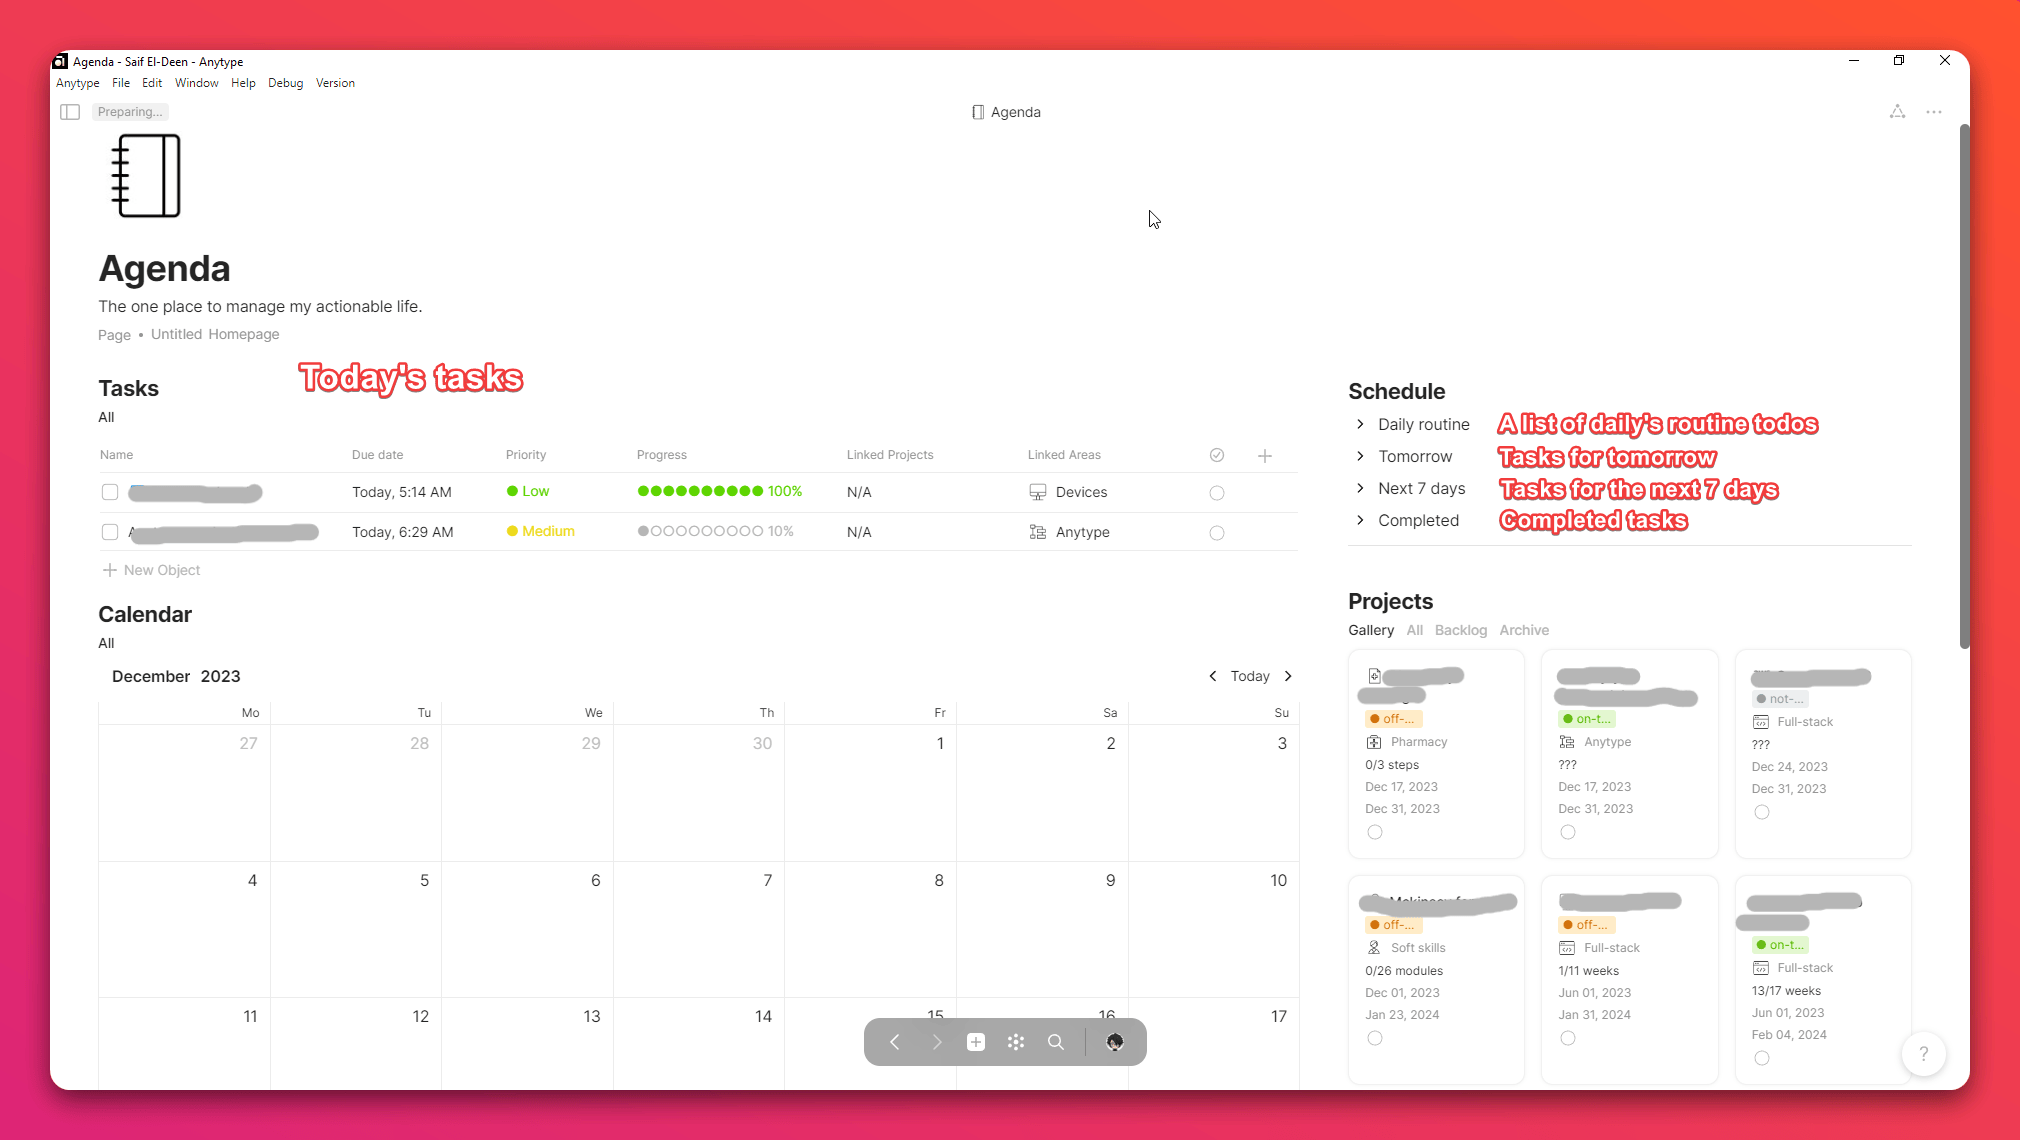 Agenda - Saif El-Deen - Anytype
Anytype File Edit Window Help Debug Version
Preparing...
Agenda
Agenda
The one place to manage my actionable life.
Page • Untitled Homepage
Tasks
Today's tasks
All
Name Due date Priority Progress Linked Projects Linked Areas
Today, 5:14 AM Low 100% N/A Devices
Today, 6:29 AM Medium 10% N/A Anytype
New Object
Calendar
All
December 2023
Today
Mo Tu We Th Fr Sa Su
27 28 29 30 1 2 3
4 5 6 7 8 9 10
11 12 13 14 15 16 17
Schedule
Daily routine A list of daily's routine todos
Tomorrow Tasks for tomorrow
Next 7 days Tasks for the next 7 days
Completed Completed tasks
Projects
Gallery All Backlog Archive
off-...
Pharmacy
0/3 steps
Dec 17, 2023
Dec 31, 2023
on-t...
Anytype
???
Dec 17, 2023
Dec 31, 2023
not-...
Full-stack
???
Dec 24, 2023
Dec 31, 2023
off-...
Soft skills
0/26 modules
Dec 01, 2023
Jan 23, 2024
off-...
Full-stack
1/11 weeks
Jun 01, 2023
Jan 31, 2024
on-t...
Full-stack
13/17 weeks
Jun 01, 2023
Feb 04, 2024
?